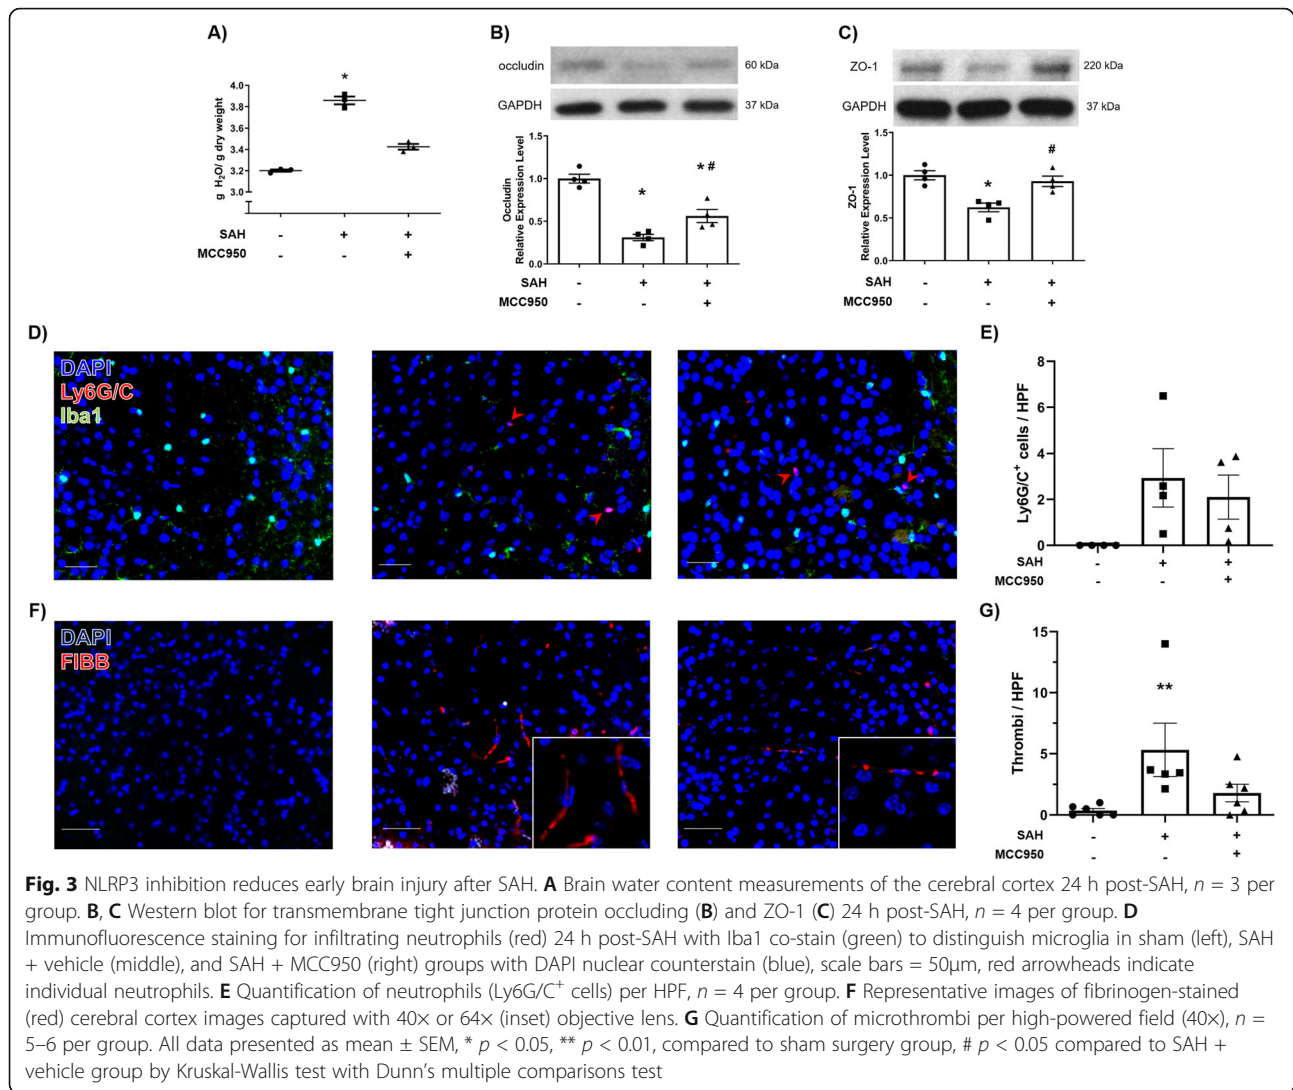 A)
4.0
3.8
3.6
3.4
3.2
3.0
g H2O/ g dry weight
*
SAH - + +
MCC950 - - +
B)
occludin 60 kDa
GAPDH 37 kDa
1.5
1.0
0.5
0.0
Occludin
Relative Expression Level
*
* #
SAH - + +
MCC950 - - +
C)
ZO-1 220 kDa
GAPDH 37 kDa
1.5
1.0
0.5
0.0
ZO-1
Relative Expression Level
*
#
SAH - + +
MCC950 - - +
D)
DAPI
Ly6G/C
Iba1
E)
8
6
4
2
0
Ly6G/C+ cells / HPF
SAH - + +
MCC950 - - +
F)
DAPI
FIBB
G)
15
10
5
0
Thrombi / HPF
**
SAH - + +
MCC950 - - +
Fig. 3 NLRP3 inhibition reduces early brain injury after SAH. A Brain water content measurements of the cerebral cortex 24 h post-SAH, n = 3 per
group. B, C Western blot for transmembrane tight junction protein occluding (B) and ZO-1 (C) 24 h post-SAH, n = 4 per group. D
Immunofluorescence staining for infiltrating neutrophils (red) 24 h post-SAH with Iba1 co-stain (green) to distinguish microglia in sham (left), SAH
+ vehicle (middle), and SAH + MCC950 (right) groups with DAPI nuclear counterstain (blue), scale bars = 50μm, red arrowheads indicate
individual neutrophils. E Quantification of neutrophils (Ly6G/C+ cells) per HPF, n = 4 per group. F Representative images of fibrinogen-stained
(red) cerebral cortex images captured with 40× or 64× (inset) objective lens. G Quantification of microthrombi per high-powered field (40×), n =
5–6 per group. All data presented as mean ± SEM, * p < 0.05, ** p < 0.01, compared to sham surgery group, # p < 0.05 compared to SAH +
vehicle group by Kruskal-Wallis test with Dunn's multiple comparisons test